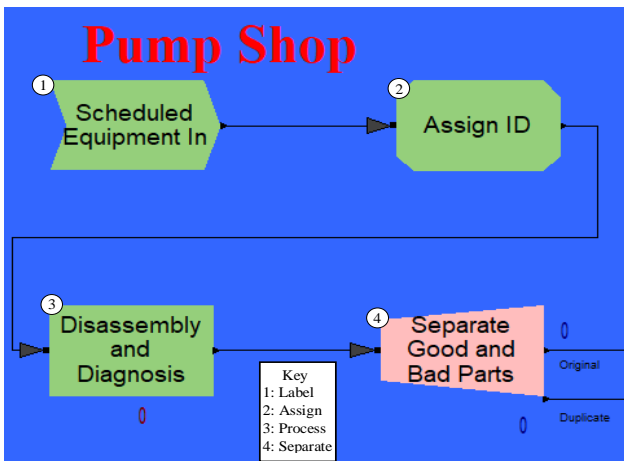 Pump Shop
1
Scheduled
Equipment In
2
Assign ID
3
Disassembly
and
Diagnosis
0
4
Separate
Good and
Bad Parts
0
Original
Duplicate
0
Key
1: Label
2: Assign
3: Process
4: Separate